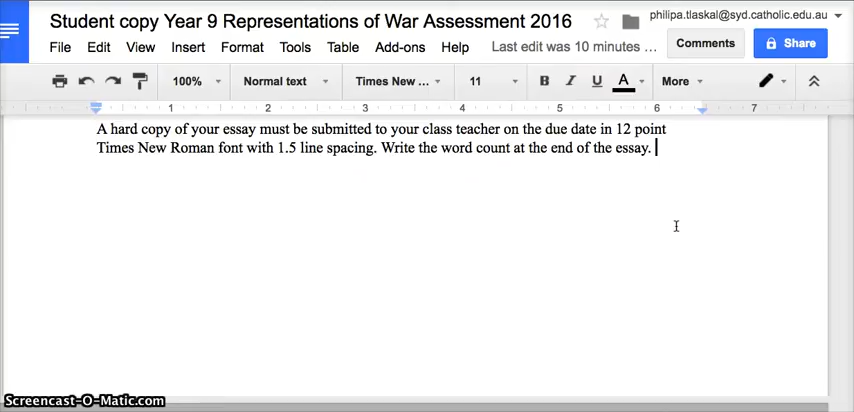 Student copy Year 9 Representations of War Assessment 2016
philipa.tlaskal@syd.catholic.edu.au
File Edit View Insert Format Tools Table Add-ons Help Last edit was 10 minutes ...
Comments
Share
100% Normal text Times New ... 11 B I U A More
1 2 3 4 5 6 7
A hard copy of your essay must be submitted to your class teacher on the due date in 12 point
Times New Roman font with 1.5 line spacing. Write the word count at the end of the essay.
Screencast-O-Matic.com